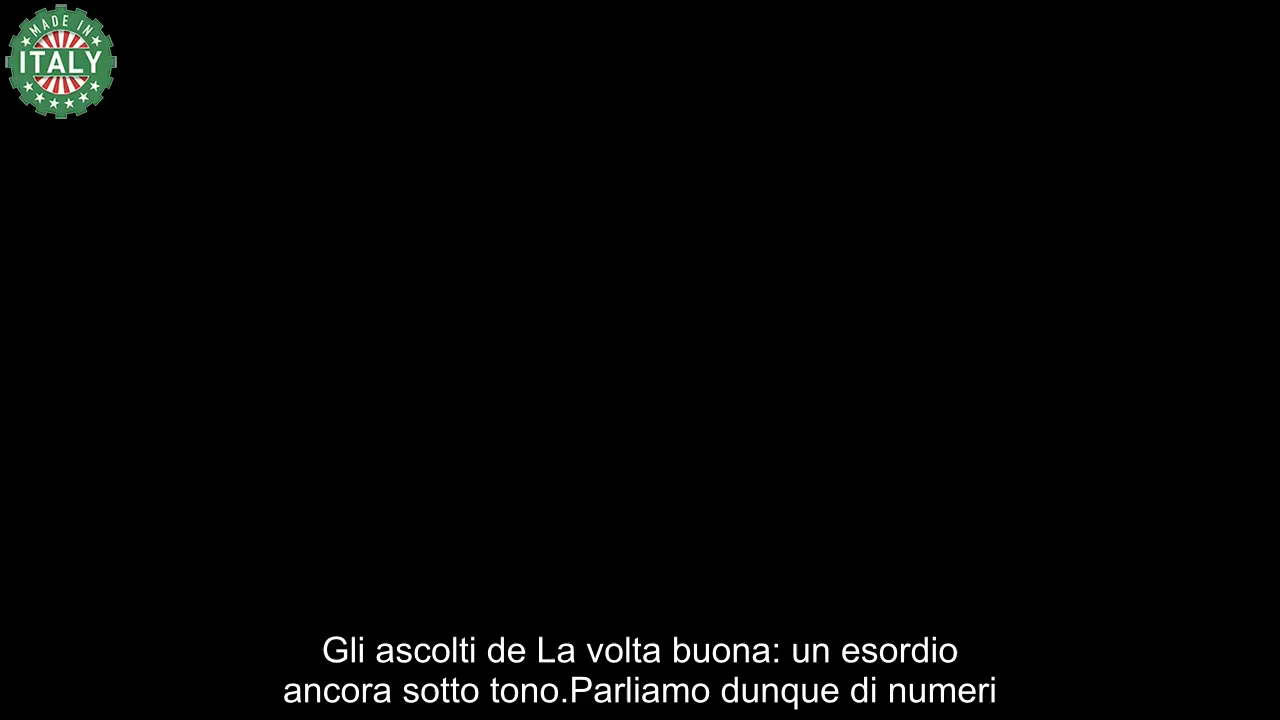 MADE IN
ITALY
Gli ascolti de La volta buona: un esordio
ancora sotto tono.Parliamo dunque di numeri